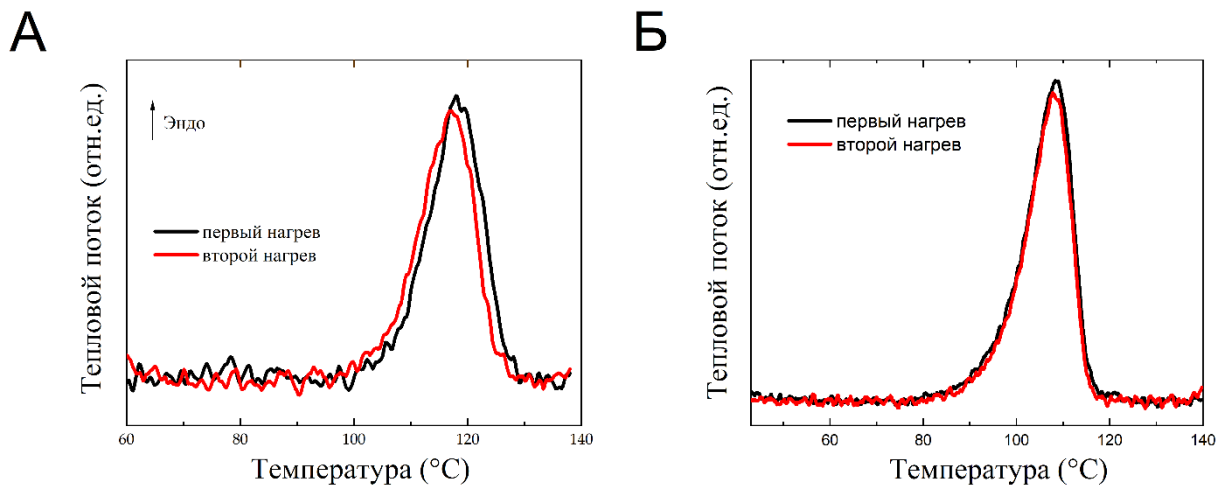 А
Тепловой поток (отн.ед.)
Эндо
первый нагрев
второй нагрев
60 80 100 120 140
Температура (°C)
Б
Тепловой поток (отн.ед.)
первый нагрев
второй нагрев
60 80 100 120 140
Температура (°C)